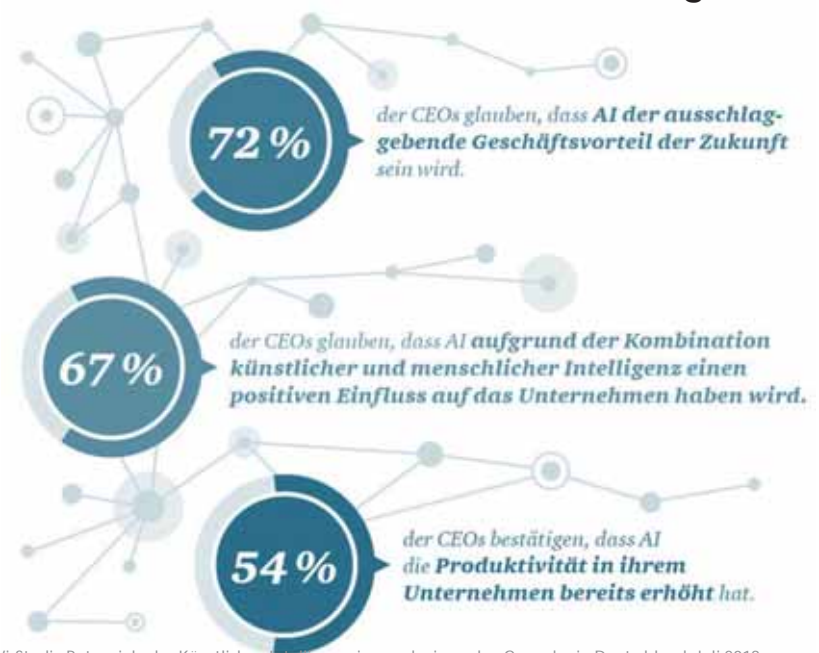 72 %
der CEOs glauben, dass AI der ausschlag-
gebende Geschäftsvorteil der Zukunft
sein wird.
67 %
der CEOs glauben, dass AI aufgrund der Kombination
künstlicher und menschlicher Intelligenz einen
positiven Einfluss auf das Unternehmen haben wird.
54 %
der CEOs bestätigen, dass AI
die Produktivität in ihrem
Unternehmen bereits erhöht hat.